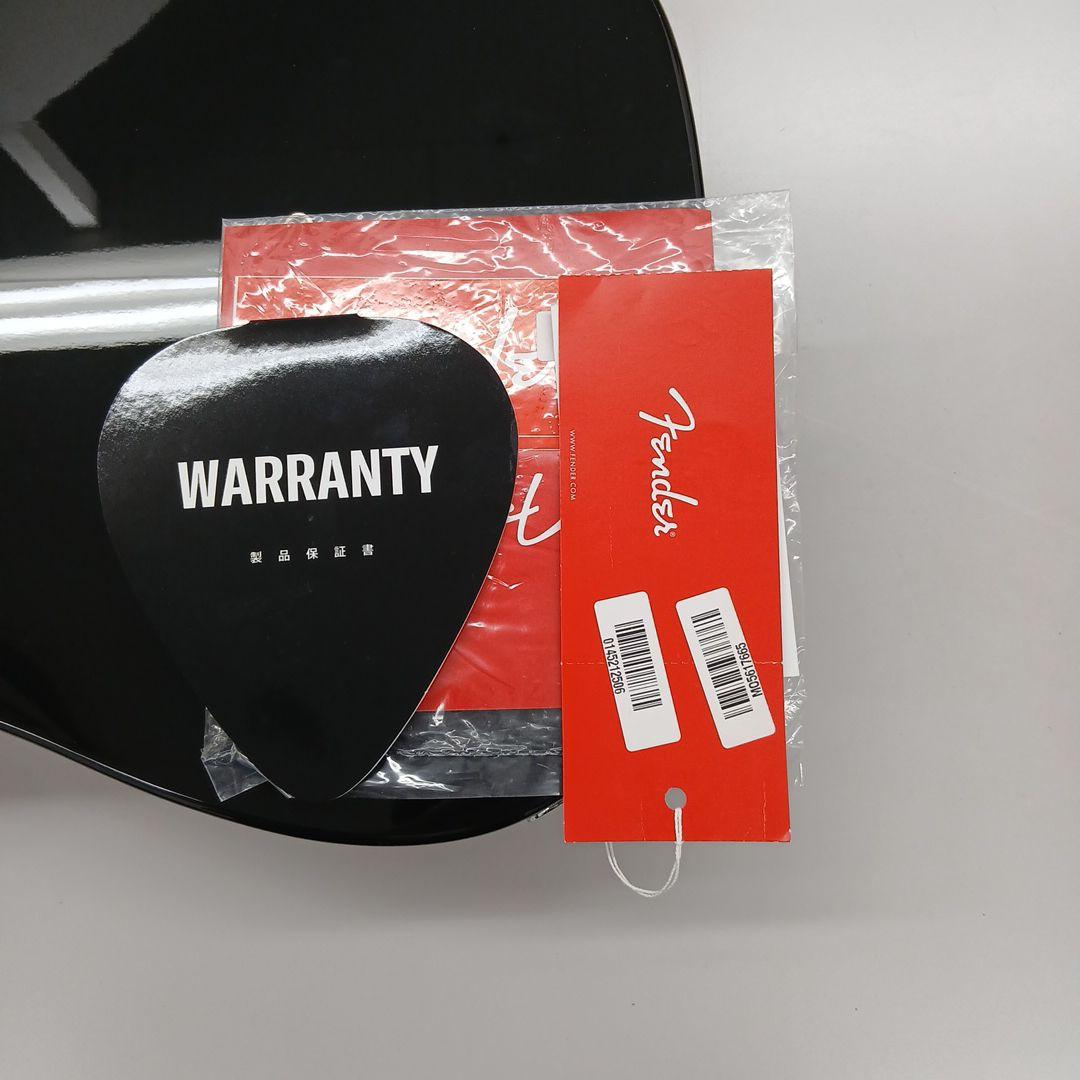 WARRANTY
製品保証書
Fender®
WWW.FENDER.COM
0145212506
MO5617665